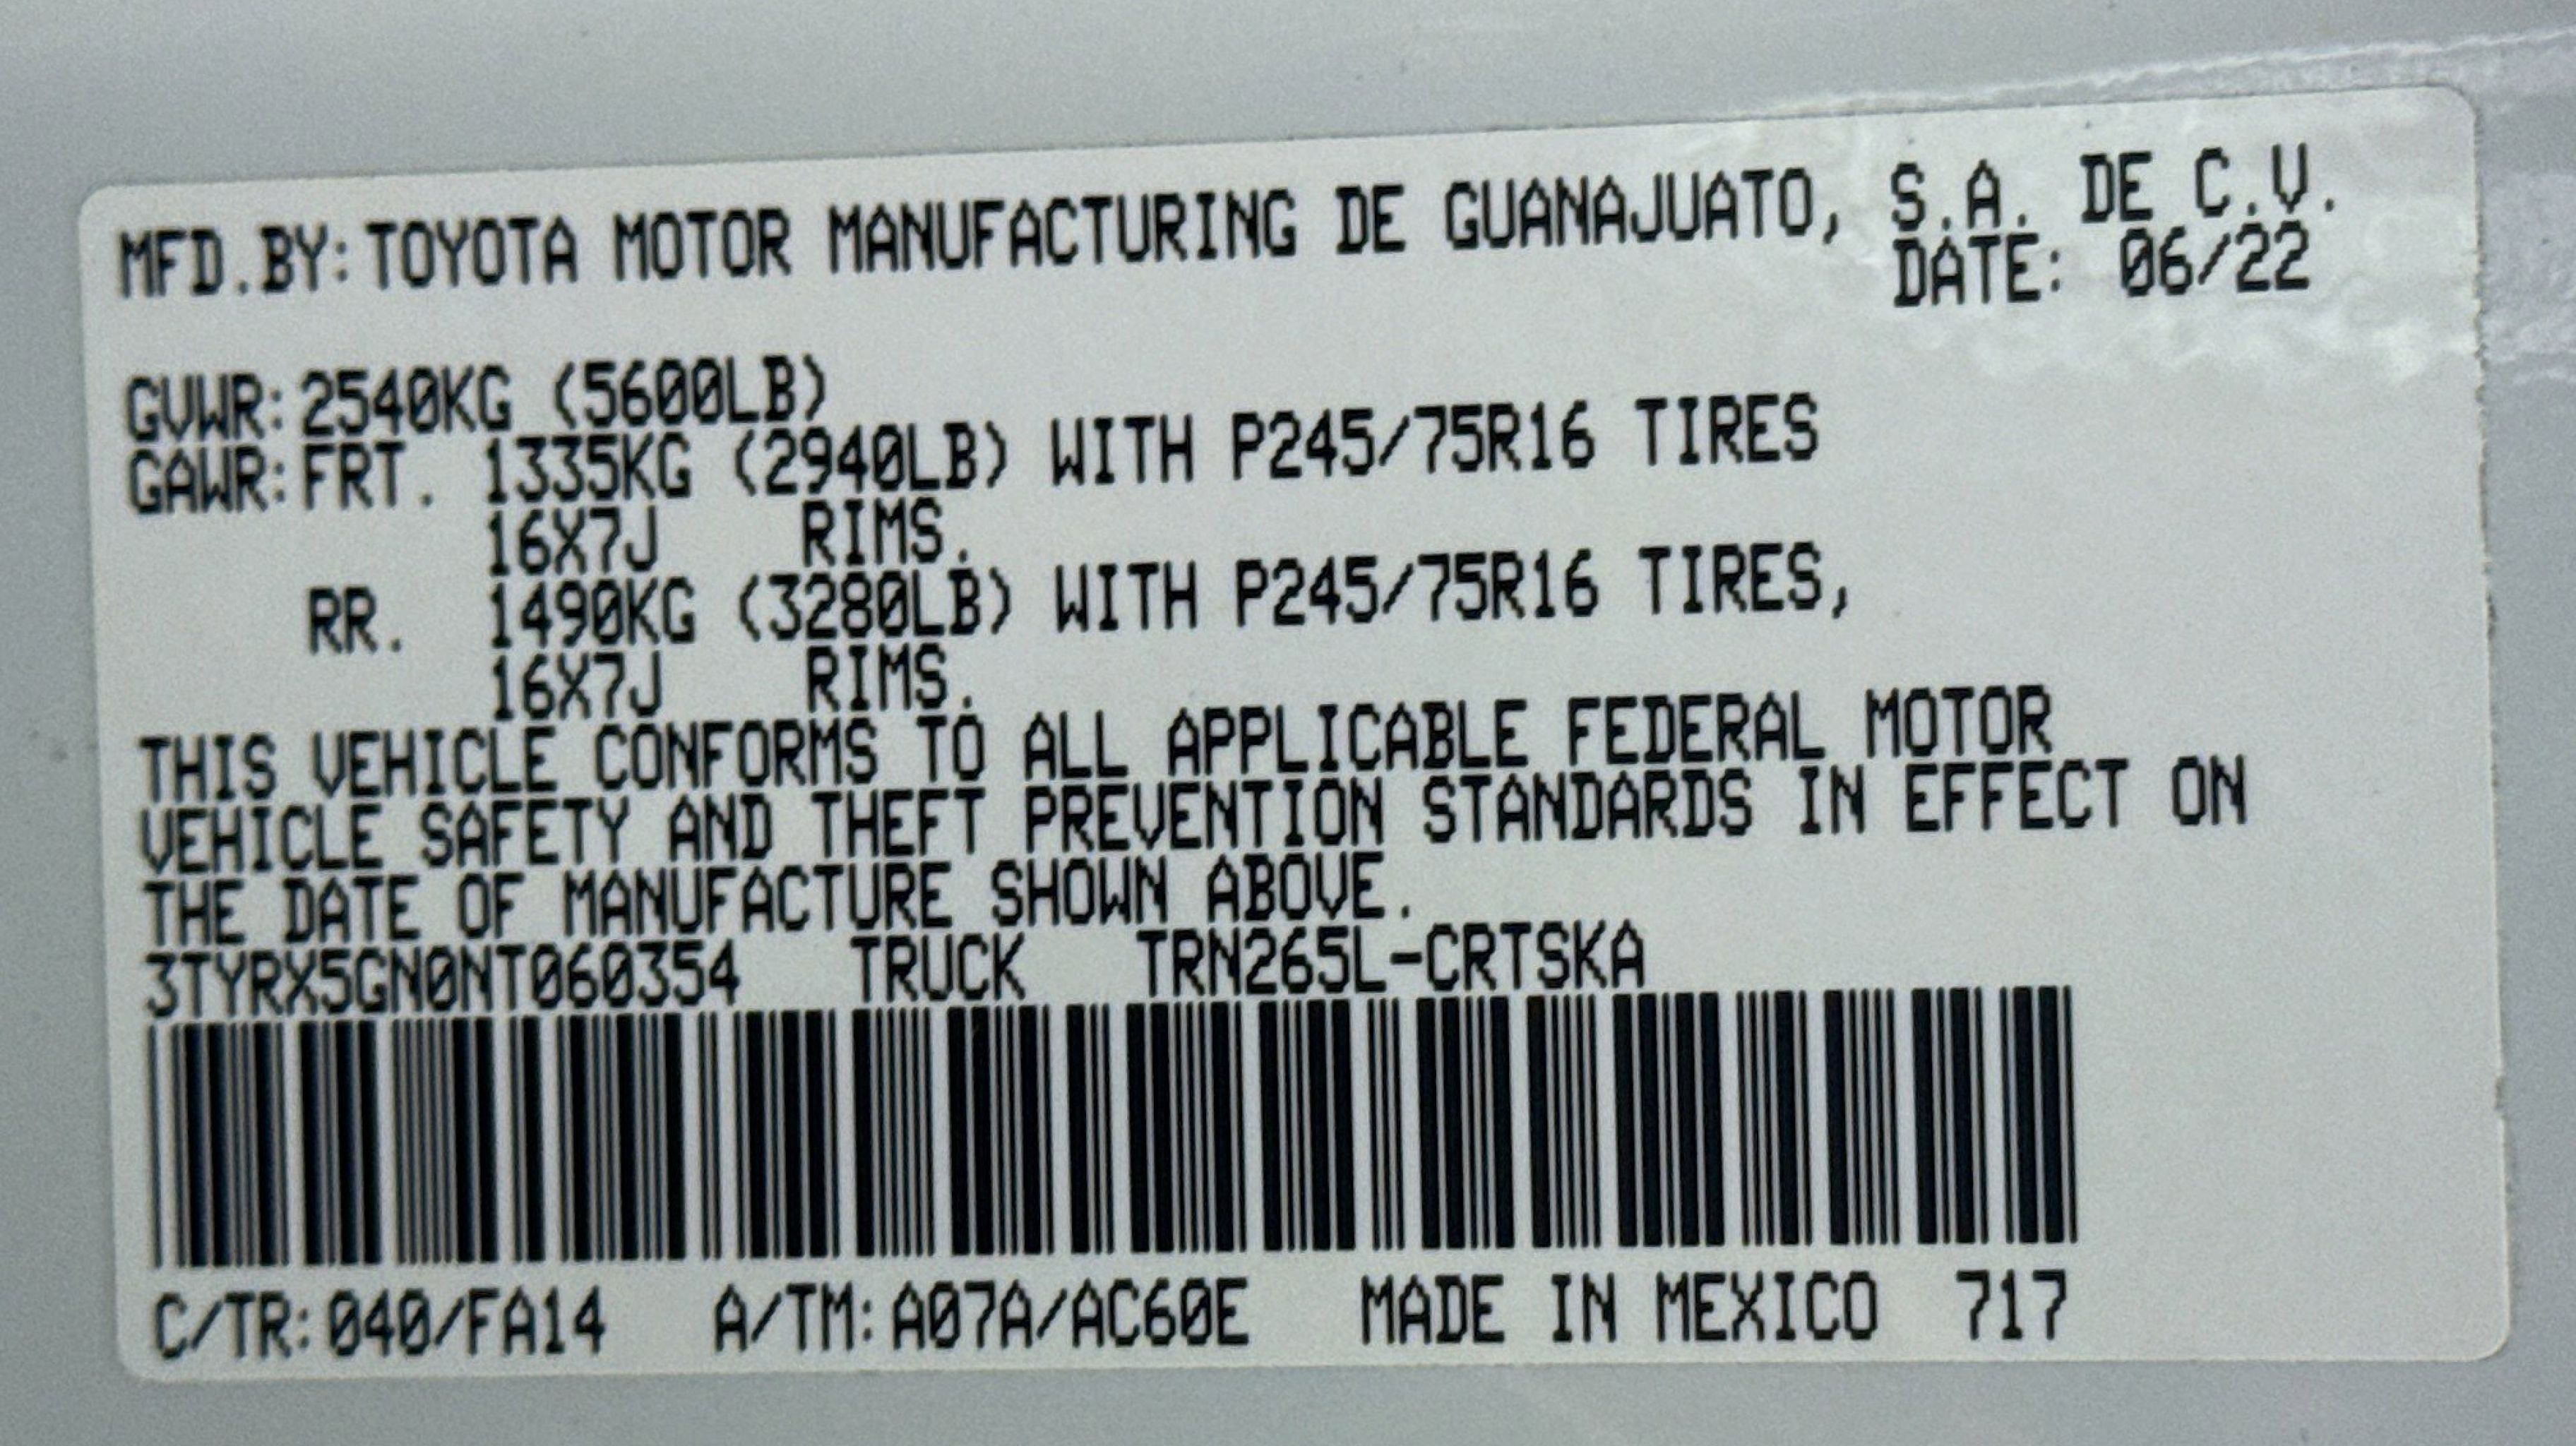 MFD.BY: TOYOTA MOTOR MANUFACTURING DE GUANAJUATO, S.A. DE C.V.
DATE: 06/22
GVWR: 2540KG (5600LB)
GAWR: FRT. 1335KG (2940LB) WITH P245/75R16 TIRES
16X7J RIMS.
RR. 1490KG (3280LB) WITH P245/75R16 TIRES,
16X7J RIMS.
THIS VEHICLE CONFORMS TO ALL APPLICABLE FEDERAL MOTOR
VEHICLE SAFETY AND THEFT PREVENTION STANDARDS IN EFFECT ON
THE DATE OF MANUFACTURE SHOWN ABOVE.
3TYRX5GN0NT060354 TRUCK TRN265L-CRTSKA
C/TR: 040/FA14 A/TM: A07A/AC60E MADE IN MEXICO 717